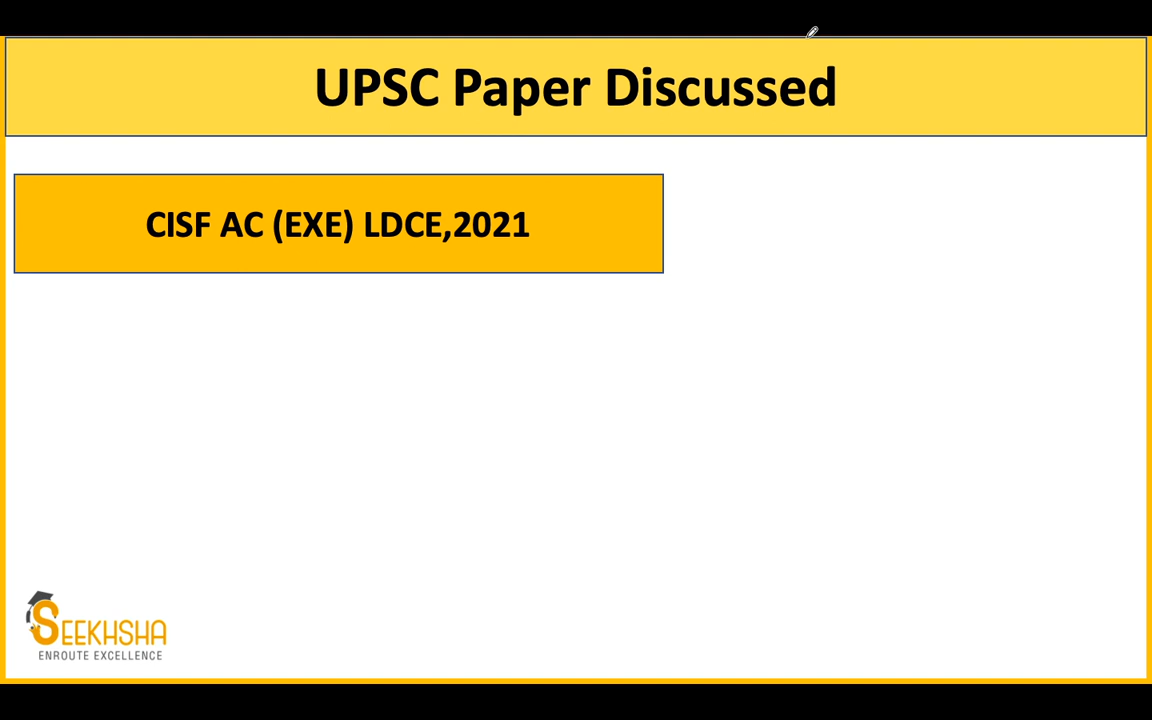 UPSC Paper Discussed
CISF AC (EXE) LDCE,2021
SEEKHSHA
ENROUTE EXCELLENCE